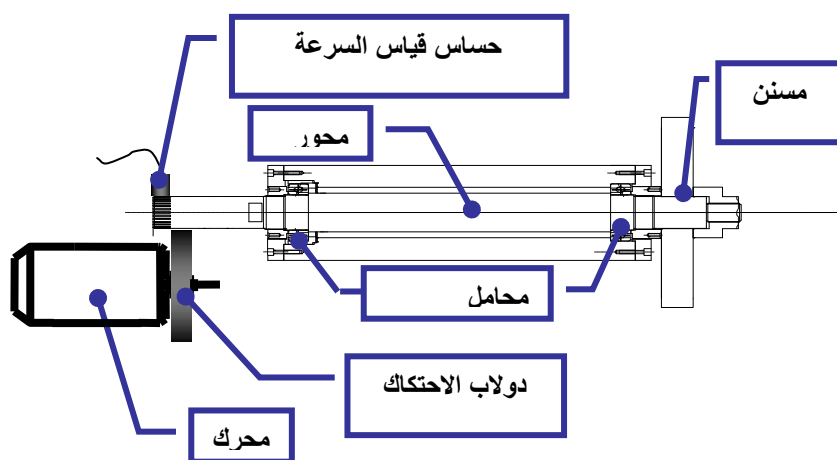 حساس قياس السرعة
مسنن
محور
محامل
دولاب الاحتكاك
محرك